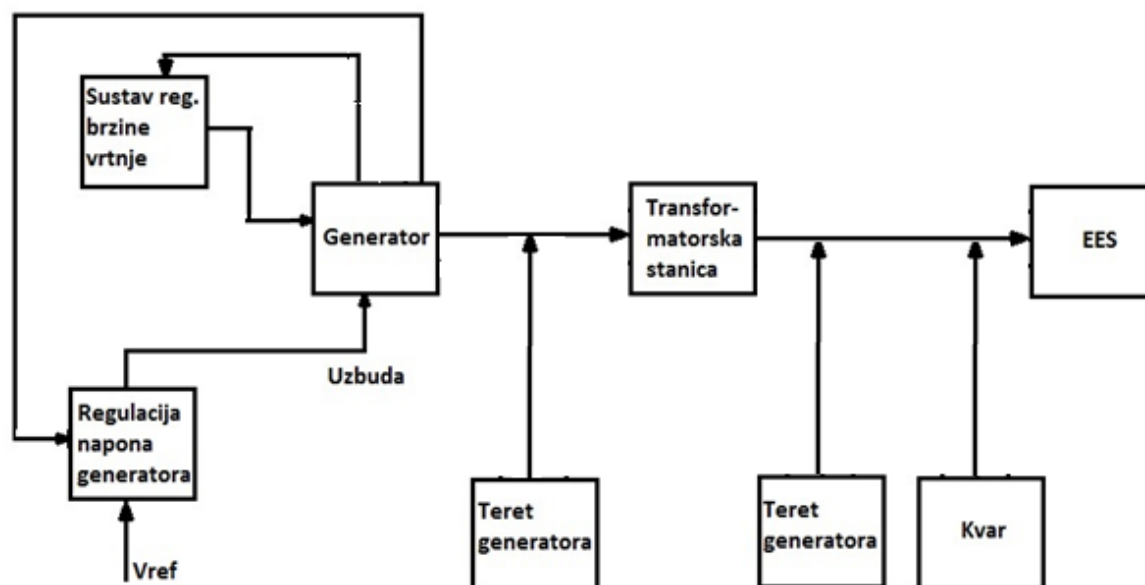 Sustav reg.
brzine
vrtnje
Generator
Transfor-
matorska
stanica
EES
Uzbuda
Regulacija
napona
generatora
Vref
Teret
generatora
Teret
generatora
Kvar